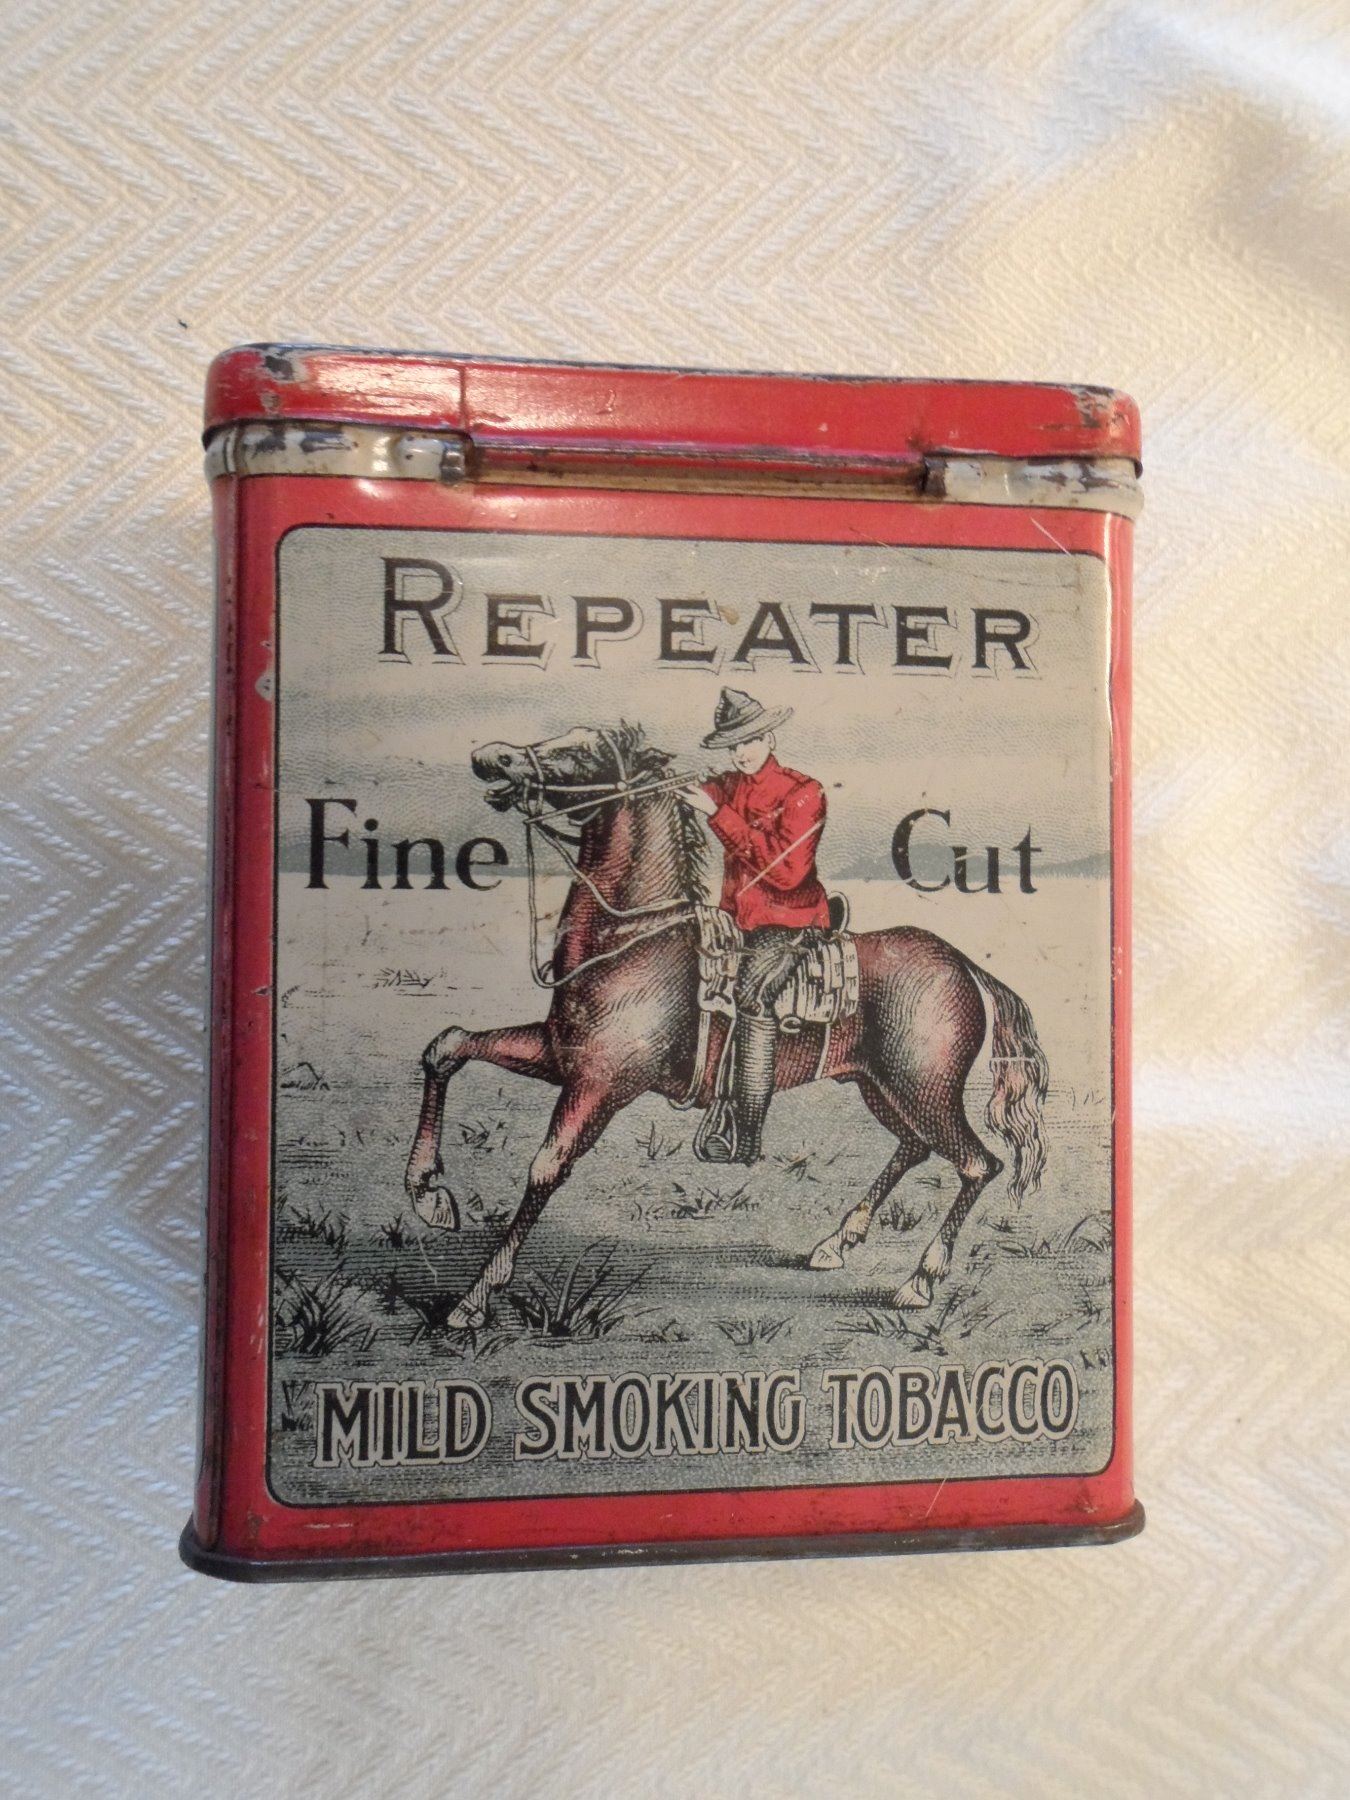 REPEATER
Fine Cut
MILD SMOKING TOBACCO